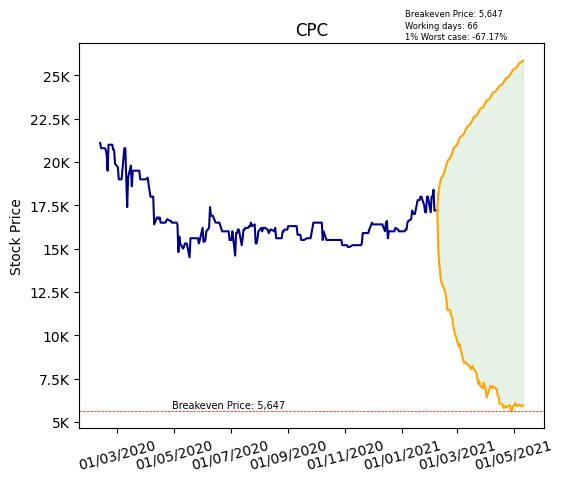 Breakeven Price: 5,647
Working days: 66
1% Worst case: -67.17%
CPC
Stock Price
25K
22.5K
20K
17.5K
15K
12.5K
10K
7.5K
5K
Breakeven Price: 5,647
01/03/2020
01/05/2020
01/07/2020
01/09/2020
01/11/2020
01/01/2021
01/03/2021
01/05/2021